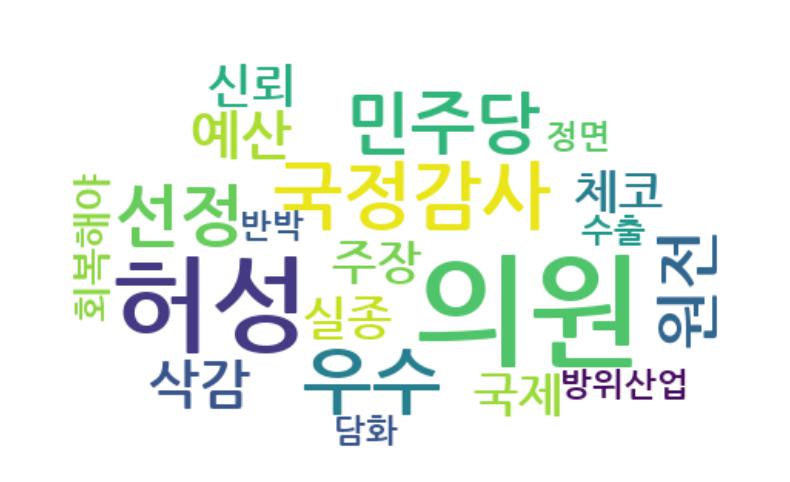 신뢰
예산
민주당
정면
회복해야
선정
국정감사
체코
반박
수출
주장
원전
허성
의원
실종
삭감
우수
국제
방위산업
담화